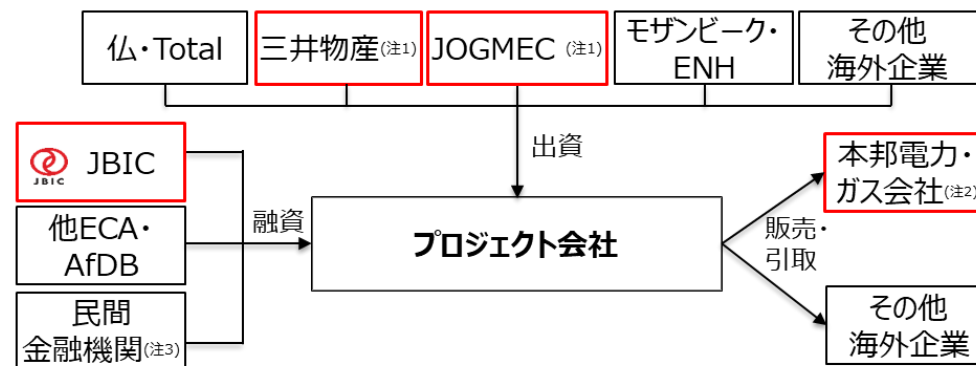 仏・Total
三井物産(注1)
JOGMEC (注1)
モザンビーク・
ENH
その他
海外企業
出資
JBIC
JBIC
他ECA・
AfDB
民間
金融機関(注3)
融資
プロジェクト会社
販売・
引取
本邦電力・
ガス会社(注2)
その他
海外企業